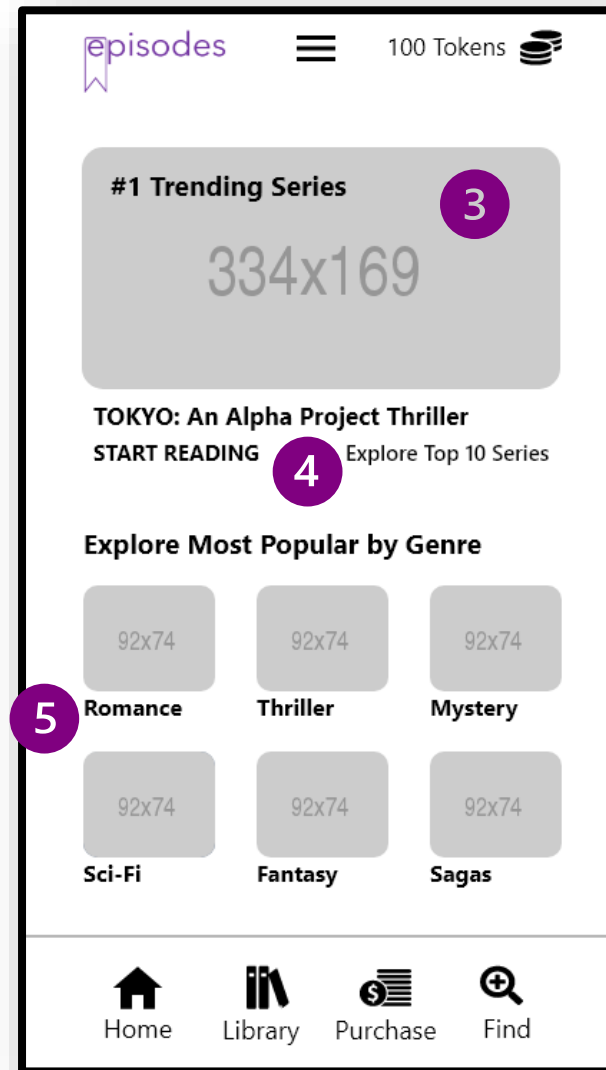 episodes
100 Tokens
#1 Trending Series
3
334x169
TOKYO: An Alpha Project Thriller
START READING
4
Explore Top 10 Series
Explore Most Popular by Genre
92x74
92x74
92x74
5
Romance
Thriller
Mystery
92x74
92x74
92x74
Sci-Fi
Fantasy
Sagas
Home
Library
Purchase
Find